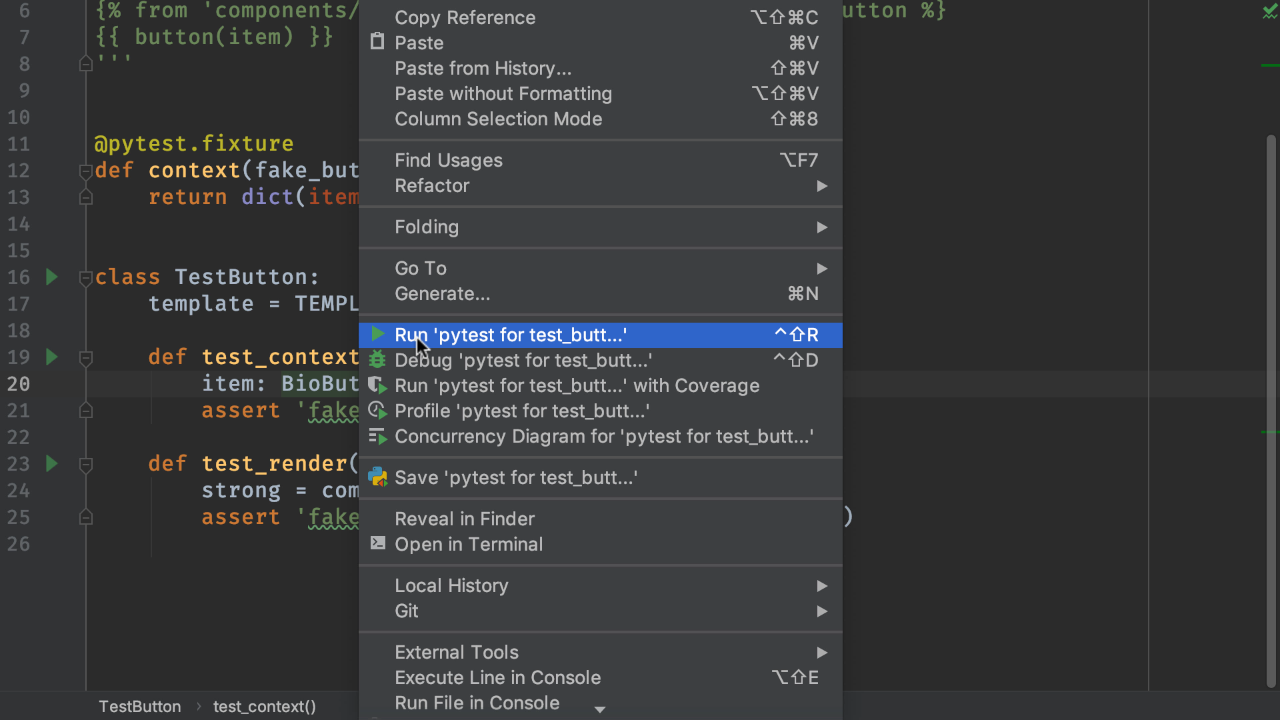 6 {% from 'components/ utton %}
7 {{ button(item) }}
8 '''
9
10
11 @pytest.fixture
12 def context(fake_but
13 return dict(item
14
15
16 class TestButton:
17 template = TEMPL
18
19 def test_context
20 item: BioBut
21 assert 'fake
22
23 def test_render(
24 strong = com
25 assert 'fake )
26
Copy Reference ⌥⇧⌘C
Paste ⌘V
Paste from History... ⇧⌘V
Paste without Formatting ⌥⇧⌘V
Column Selection Mode ⇧⌘8
Find Usages ⌥F7
Refactor
Folding
Go To
Generate... ⌘N
Run 'pytest for test_butt...' ^⇧R
Debug 'pytest for test_butt...' ^⇧D
Run 'pytest for test_butt...' with Coverage
Profile 'pytest for test_butt...'
Concurrency Diagram for 'pytest for test_butt...'
Save 'pytest for test_butt...'
Reveal in Finder
Open in Terminal
Local History
Git
External Tools
Execute Line in Console ⌥⇧E
Run File in Console
TestButton › test_context()